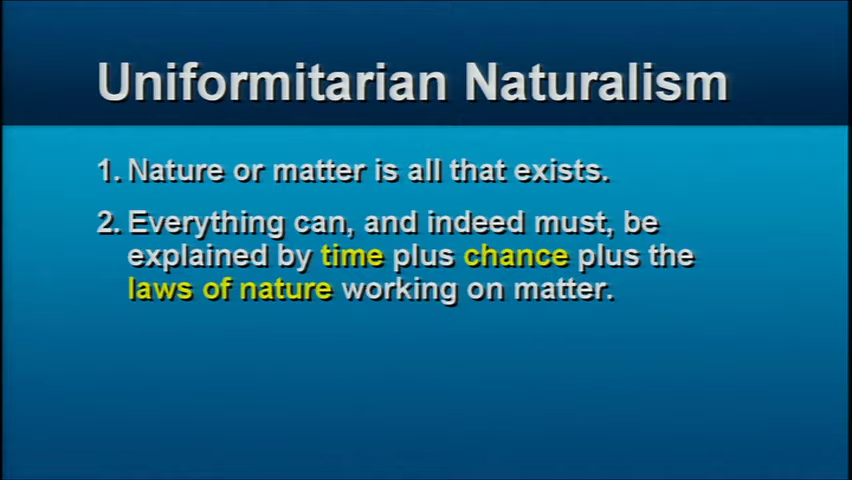 Uniformitarian Naturalism
1. Nature or matter is all that exists.
2. Everything can, and indeed must, be
explained by time plus chance plus the
laws of nature working on matter.